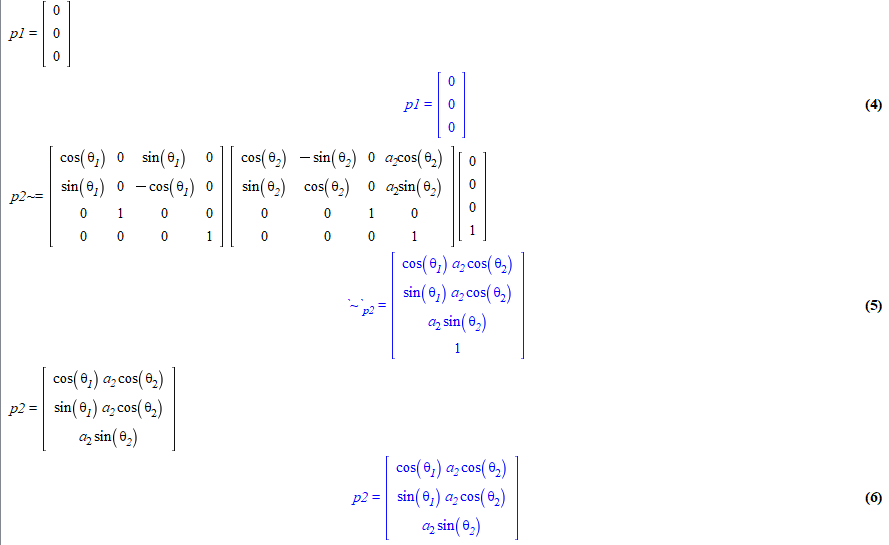 p1 = [ 0
0
0 ]
p1 = [ 0
0
0 ] (4)
p2~= [ cos(θ₁) 0 sin(θ₁) 0 ] [ cos(θ₂) −sin(θ₂) 0 a₂cos(θ₂) ] [ 0 ]
sin(θ₁) 0 −cos(θ₁) 0 sin(θ₂) cos(θ₂) 0 a₂sin(θ₂) 0
0 1 0 0 0 0 1 0 0
0 0 0 1 0 0 0 1 1
`~`p2 = [ cos(θ₁) a₂ cos(θ₂)
sin(θ₁) a₂ cos(θ₂)
a₂ sin(θ₂)
1 ] (5)
p2 = [ cos(θ₁) a₂ cos(θ₂)
sin(θ₁) a₂ cos(θ₂)
a₂ sin(θ₂) ]
p2 = [ cos(θ₁) a₂ cos(θ₂)
sin(θ₁) a₂ cos(θ₂)
a₂ sin(θ₂) ] (6)